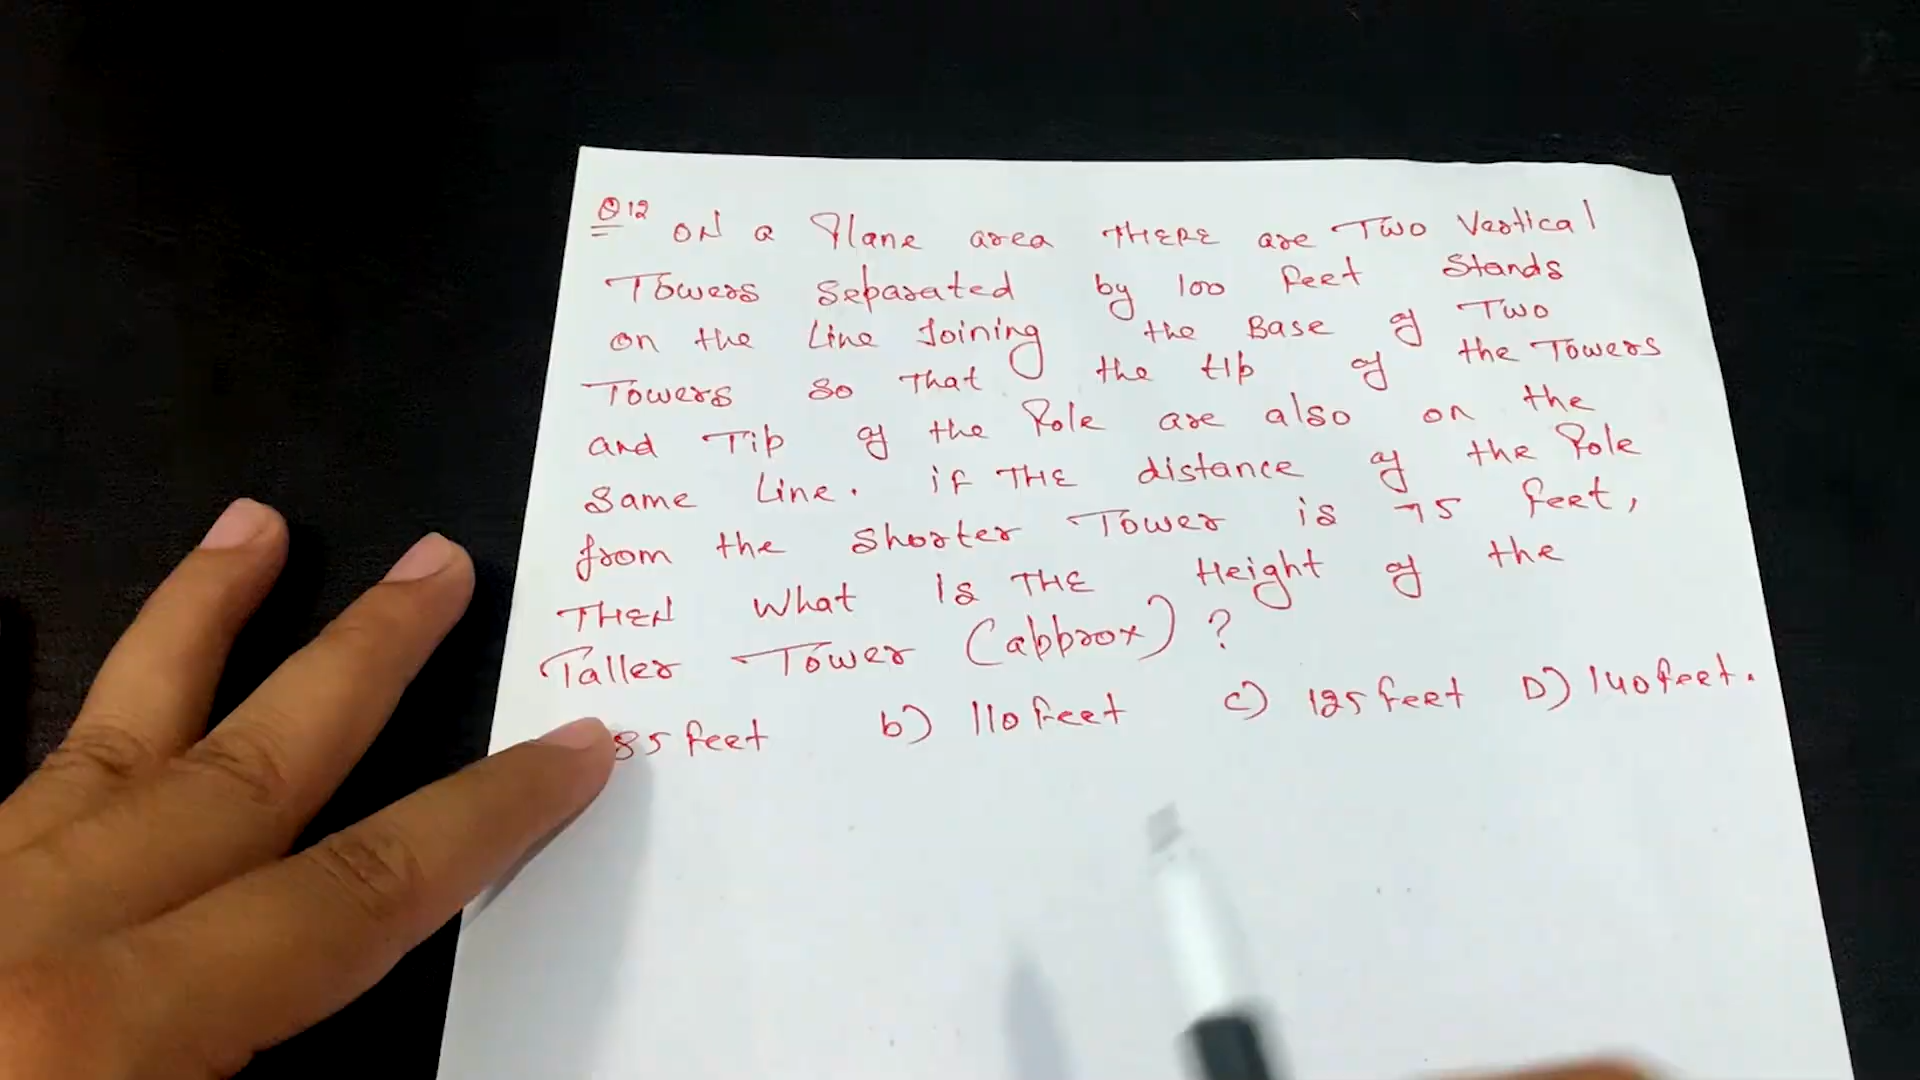 Q12 ON a Plane area THERE are Two Vertical
Towers Separated by 100 feet Stands
on the Line Joining the Base of Two
Towers So That the tip of the Towers
and Tip of the Pole are also on the
Same Line. if THE distance of the Pole
from the Shorter Tower is 75 feet,
THEN What is THE Height of the
Taller Tower (approx) ?
85 feet b) 110 feet c) 125 feet D) 140 feet.